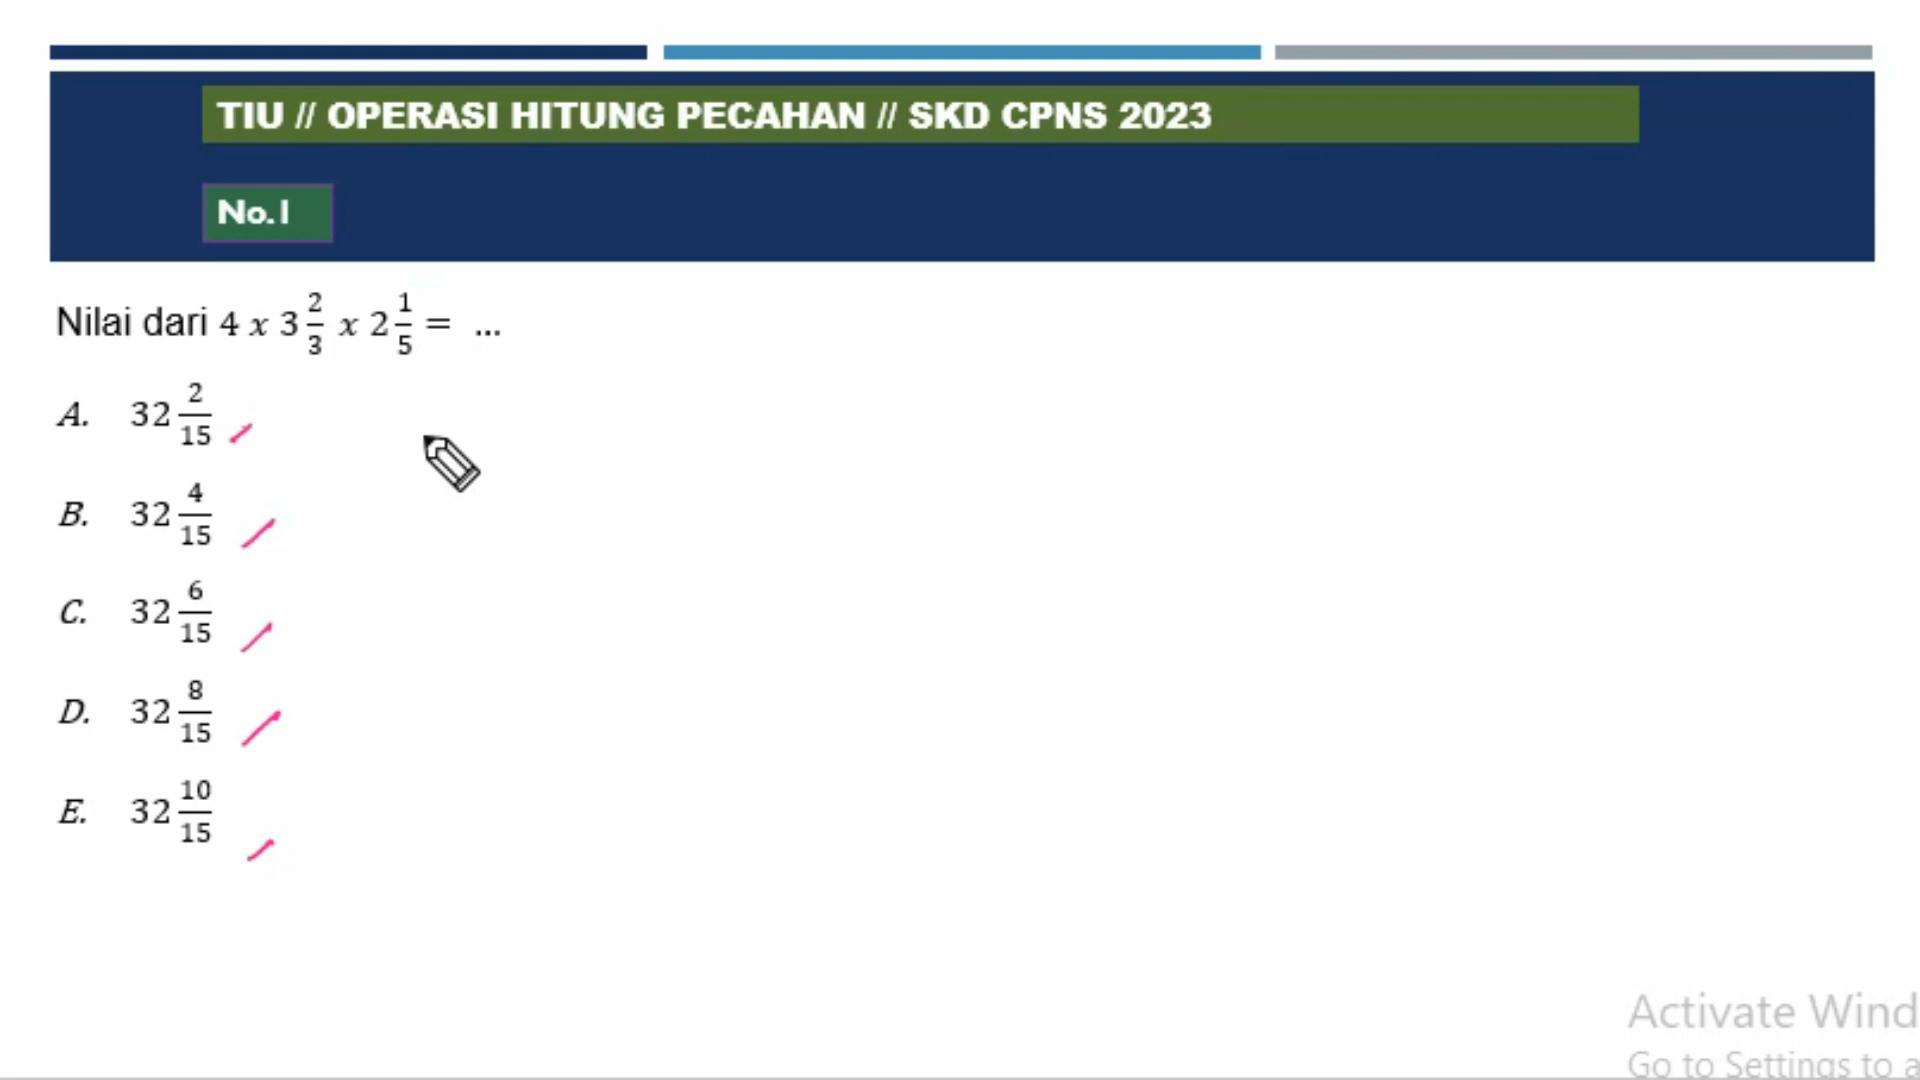 TIU // OPERASI HITUNG PECAHAN // SKD CPNS 2023
No.1
Nilai dari 4 x 3 2/3 x 2 1/5 = ...
A. 32 2/15
B. 32 4/15
C. 32 6/15
D. 32 8/15
E. 32 10/15
Activate Wind
Go to Settings to a